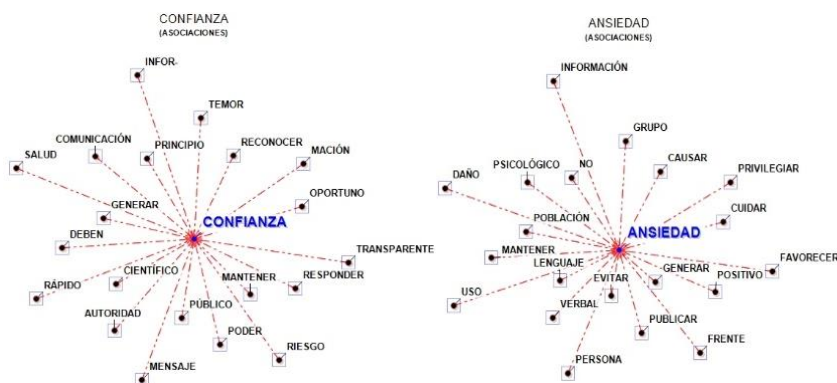 CONFIANZA
(ASOCIACIONES)
INFOR-
TEMOR
COMUNICACIÓN
PRINCIPIO
RECONOCER
SALUD
MACIÓN
OPORTUNO
GENERAR
CONFIANZA
DEBEN
TRANSPARENTE
CIENTÍFICO
MANTENER
RESPONDER
RÁPIDO
AUTORIDAD
PÚBLICO
PODER
RIESGO
MENSAJE
ANSIEDAD
(ASOCIACIONES)
INFORMACIÓN
GRUPO
PSICOLÓGICO
NO
CAUSAR
PRIVILEGIAR
DAÑO
CUIDAR
POBLACIÓN
ANSIEDAD
MANTENER
LENGUAJE
FAVORECER
EVITAR
GENERAR
POSITIVO
USO
VERBAL
PUBLICAR
FRENTE
PERSONA